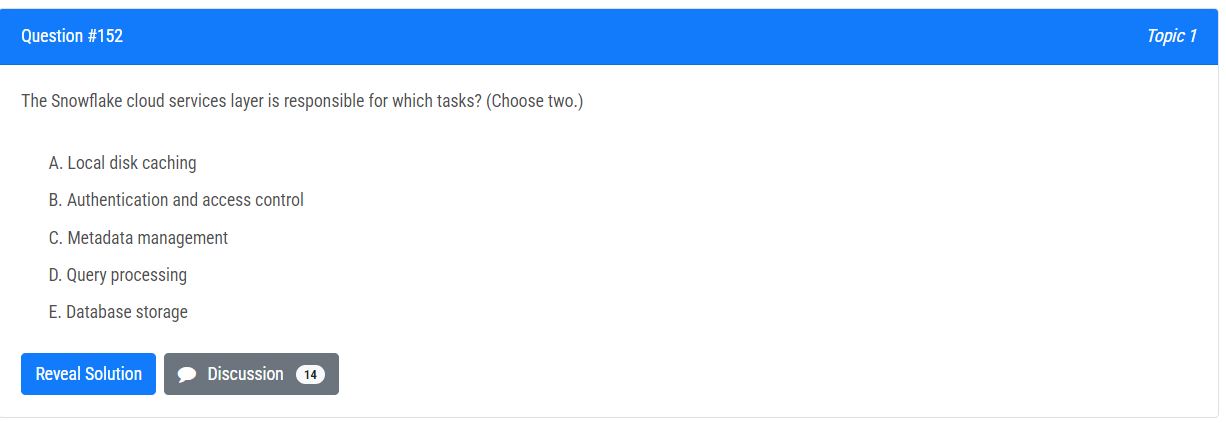 Question #152
Topic 1
The Snowflake cloud services layer is responsible for which tasks? (Choose two.)
A. Local disk caching
B. Authentication and access control
C. Metadata management
D. Query processing
E. Database storage
Reveal Solution
Discussion 14